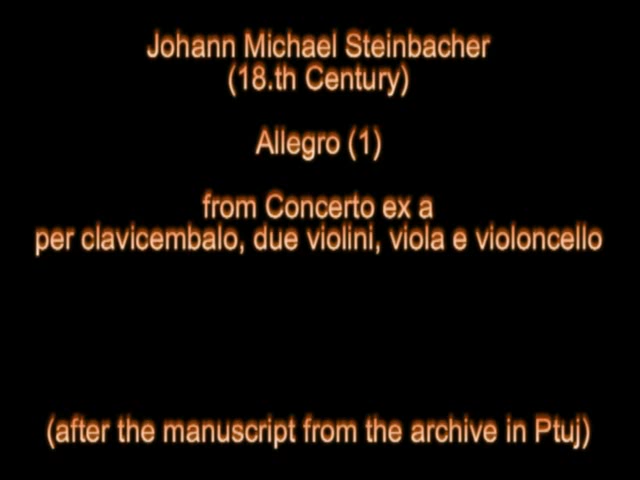 Johann Michael Steinbacher
(18.th Century)
Allegro (1)
from Concerto ex a
per clavicembalo, due violini, viola e violoncello
(after the manuscript from the archive in Ptuj)